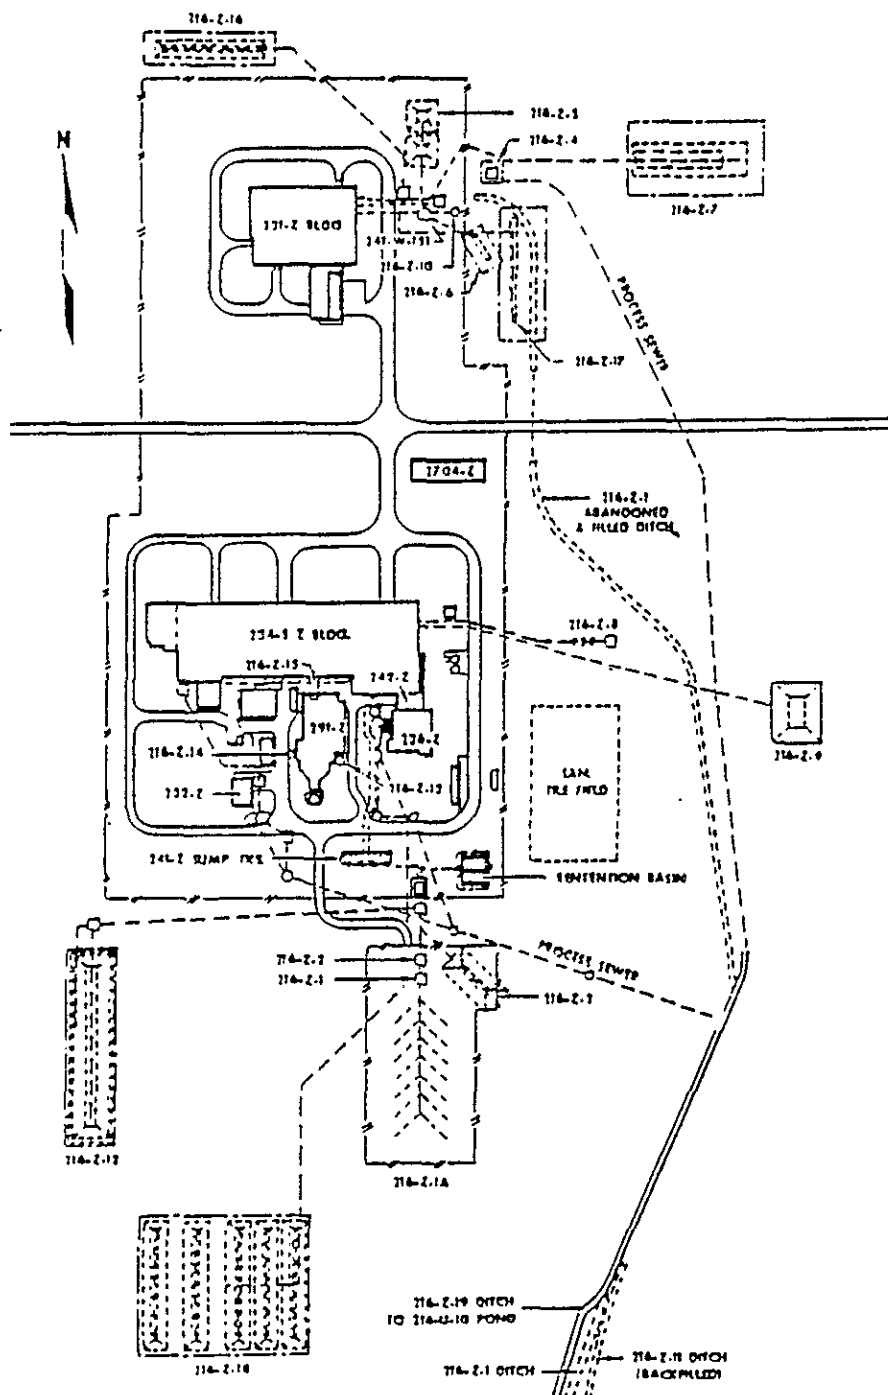 216-Z-16
216-Z-5
216-Z-4
N
231-Z BLDG
216-Z-7
241-W-151
216-Z-10
216-Z-6
PROCESS SEWER
216-Z-17
2704-Z
216-Z-1
ABANDONED
& FILLED DITCH
234-5 Z BLDG.
216-Z-8
216-Z-15
242-Z
291-Z
236-Z
216-Z-9
216-Z-14
SAN.
TILE FIELD
232-Z
216-Z-13
241-Z SUMP TKS.
RETENTION BASIN
216-Z-2
PROCESS SEWER
216-Z-1
216-Z-3
216-Z-12
216-Z-1A
216-Z-19 DITCH
TO 216-U-10 POND
216-Z-18
216-Z-1 DITCH
216-Z-11 DITCH
(BACKFILLED)